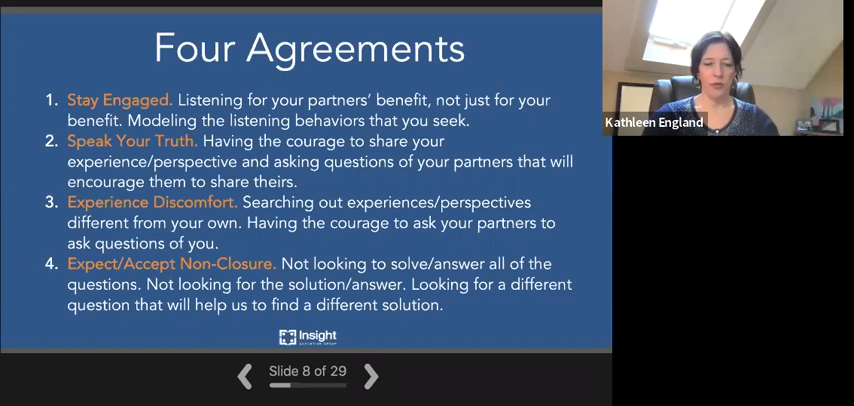 Four Agreements
1. Stay Engaged. Listening for your partners' benefit, not just for your
benefit. Modeling the listening behaviors that you seek.
2. Speak Your Truth. Having the courage to share your
experience/perspective and asking questions of your partners that will
encourage them to share theirs.
3. Experience Discomfort. Searching out experiences/perspectives
different from your own. Having the courage to ask your partners to
ask questions of you.
4. Expect/Accept Non-Closure. Not looking to solve/answer all of the
questions. Not looking for the solution/answer. Looking for a different
question that will help us to find a different solution.
Insight
EDUCATION GROUP
Slide 8 of 29
Kathleen England